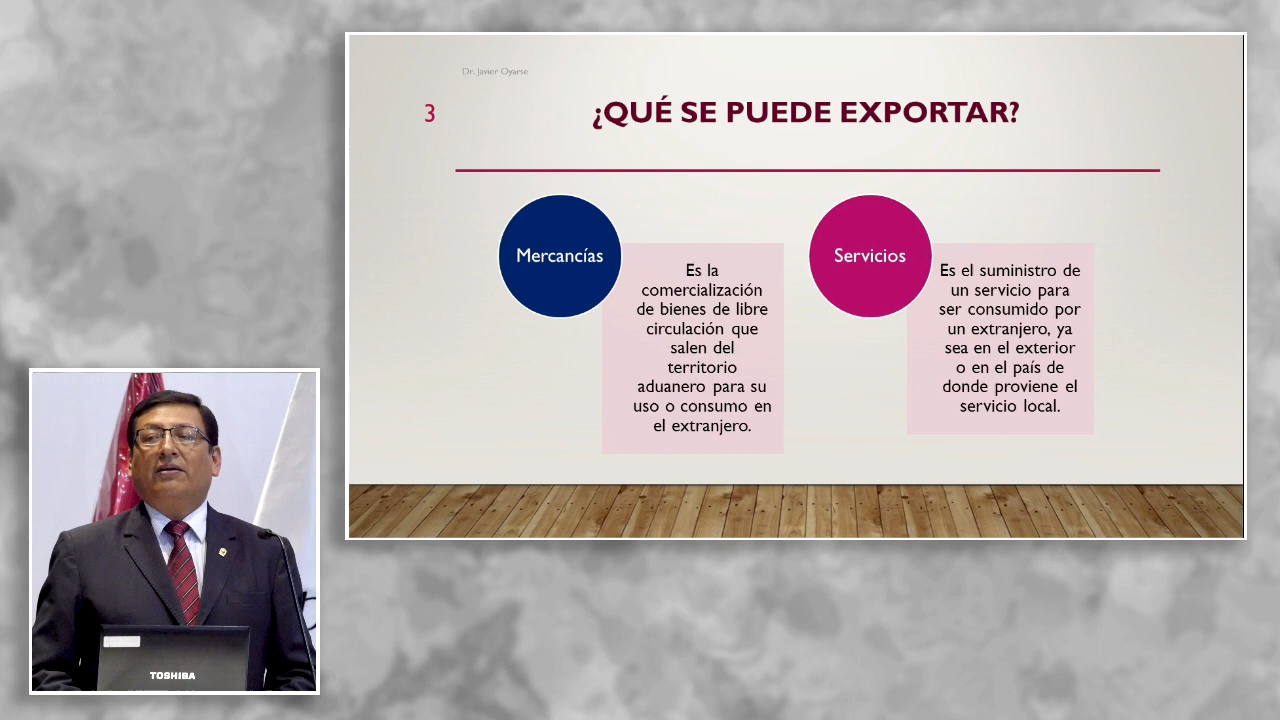 Dr. Javier Oyarse
3
¿QUÉ SE PUEDE EXPORTAR?
Mercancías
Es la
comercialización
de bienes de libre
circulación que
salen del
territorio
aduanero para su
uso o consumo en
el extranjero.
Servicios
Es el suministro de
un servicio para
ser consumido por
un extranjero, ya
sea en el exterior
o en el país de
donde proviene el
servicio local.
TOSHIBA